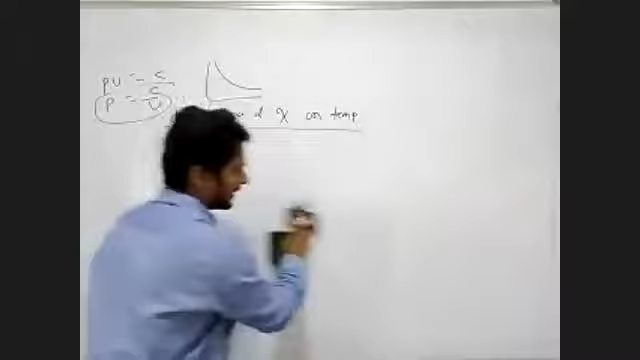 PV = C
P = C/V
d χ on temp